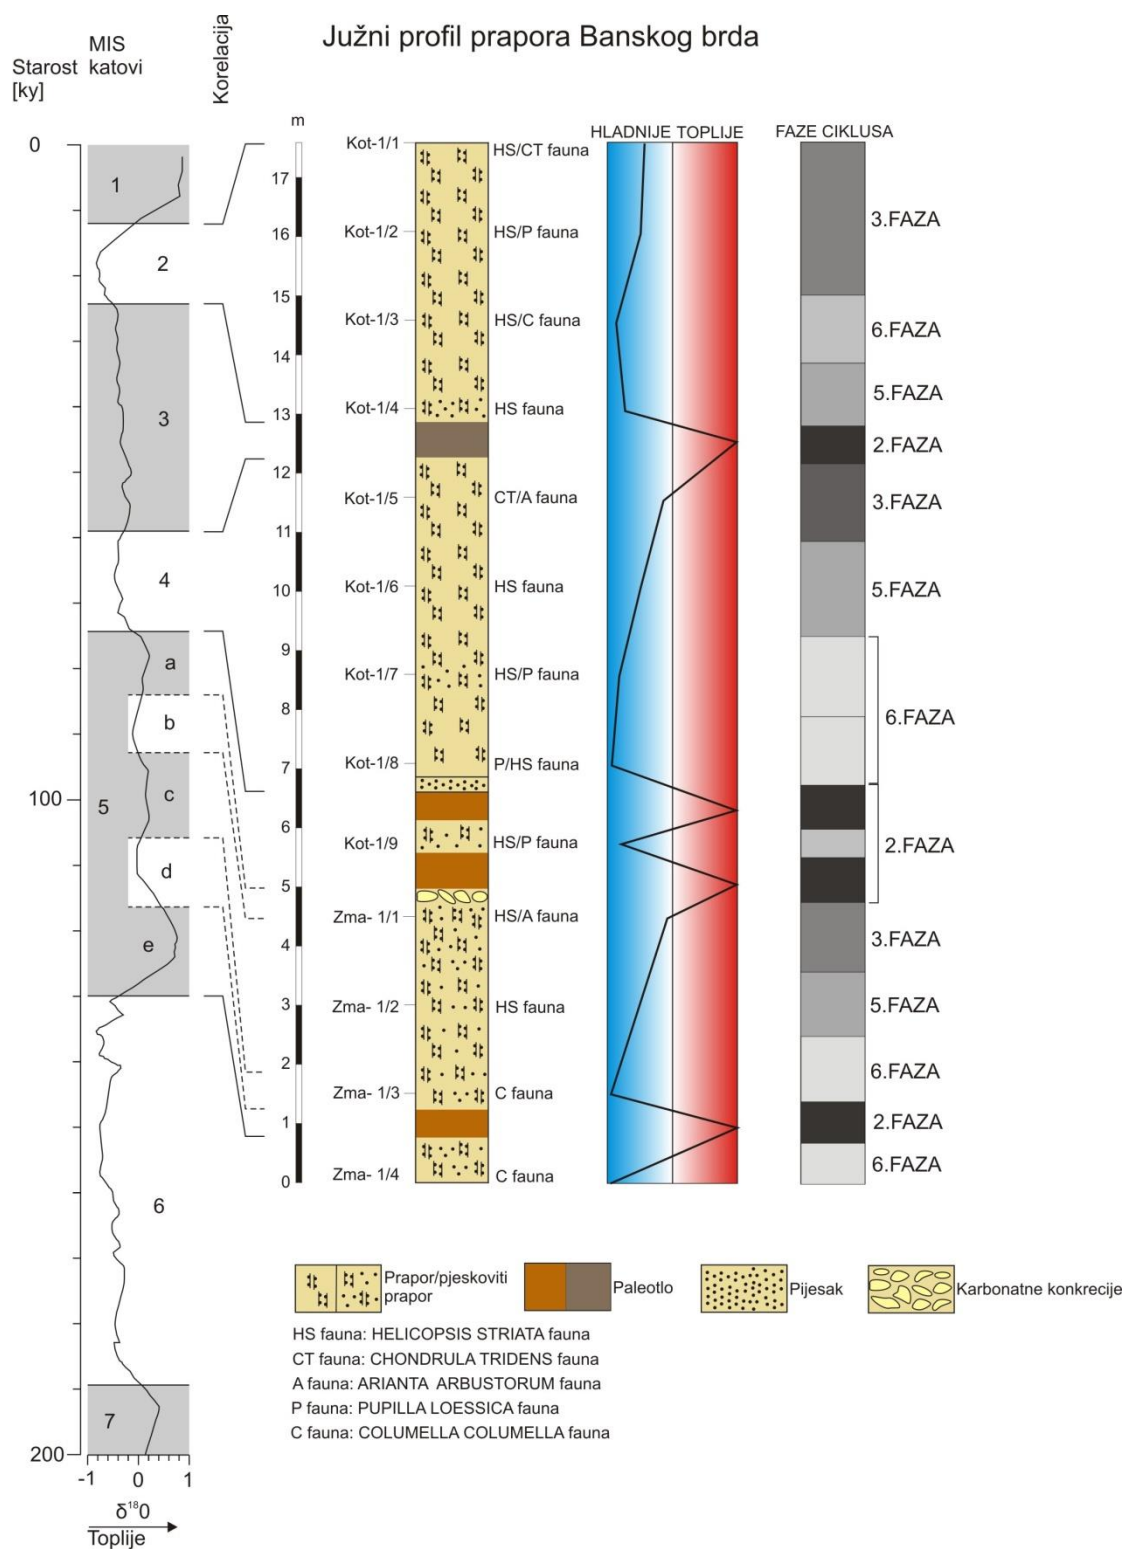 Južni profil prapora Banskog brda
Starost
[ky]
MIS
katovi
Korelacija
m
HLADNIJE TOPLIJE
FAZE CIKLUSA
0
100
200
1
2
3
4
5
a
b
c
d
e
6
7
-1 0 1
δ¹⁸0
Toplije
17
16
15
14
13
12
11
10
9
8
7
6
5
4
3
2
1
0
Kot-1/1
Kot-1/2
Kot-1/3
Kot-1/4
Kot-1/5
Kot-1/6
Kot-1/7
Kot-1/8
Kot-1/9
Zma- 1/1
Zma- 1/2
Zma- 1/3
Zma- 1/4
HS/CT fauna
HS/P fauna
HS/C fauna
HS fauna
CT/A fauna
HS fauna
HS/P fauna
P/HS fauna
HS/P fauna
HS/A fauna
HS fauna
C fauna
C fauna
3.FAZA
6.FAZA
5.FAZA
2.FAZA
3.FAZA
5.FAZA
6.FAZA
2.FAZA
3.FAZA
5.FAZA
6.FAZA
2.FAZA
6.FAZA
Prapor/pjeskoviti
prapor
Paleotlo
Pijesak
Karbonatne konkrecije
HS fauna: HELICOPSIS STRIATA fauna
CT fauna: CHONDRULA TRIDENS fauna
A fauna: ARIANTA ARBUSTORUM fauna
P fauna: PUPILLA LOESSICA fauna
C fauna: COLUMELLA COLUMELLA fauna